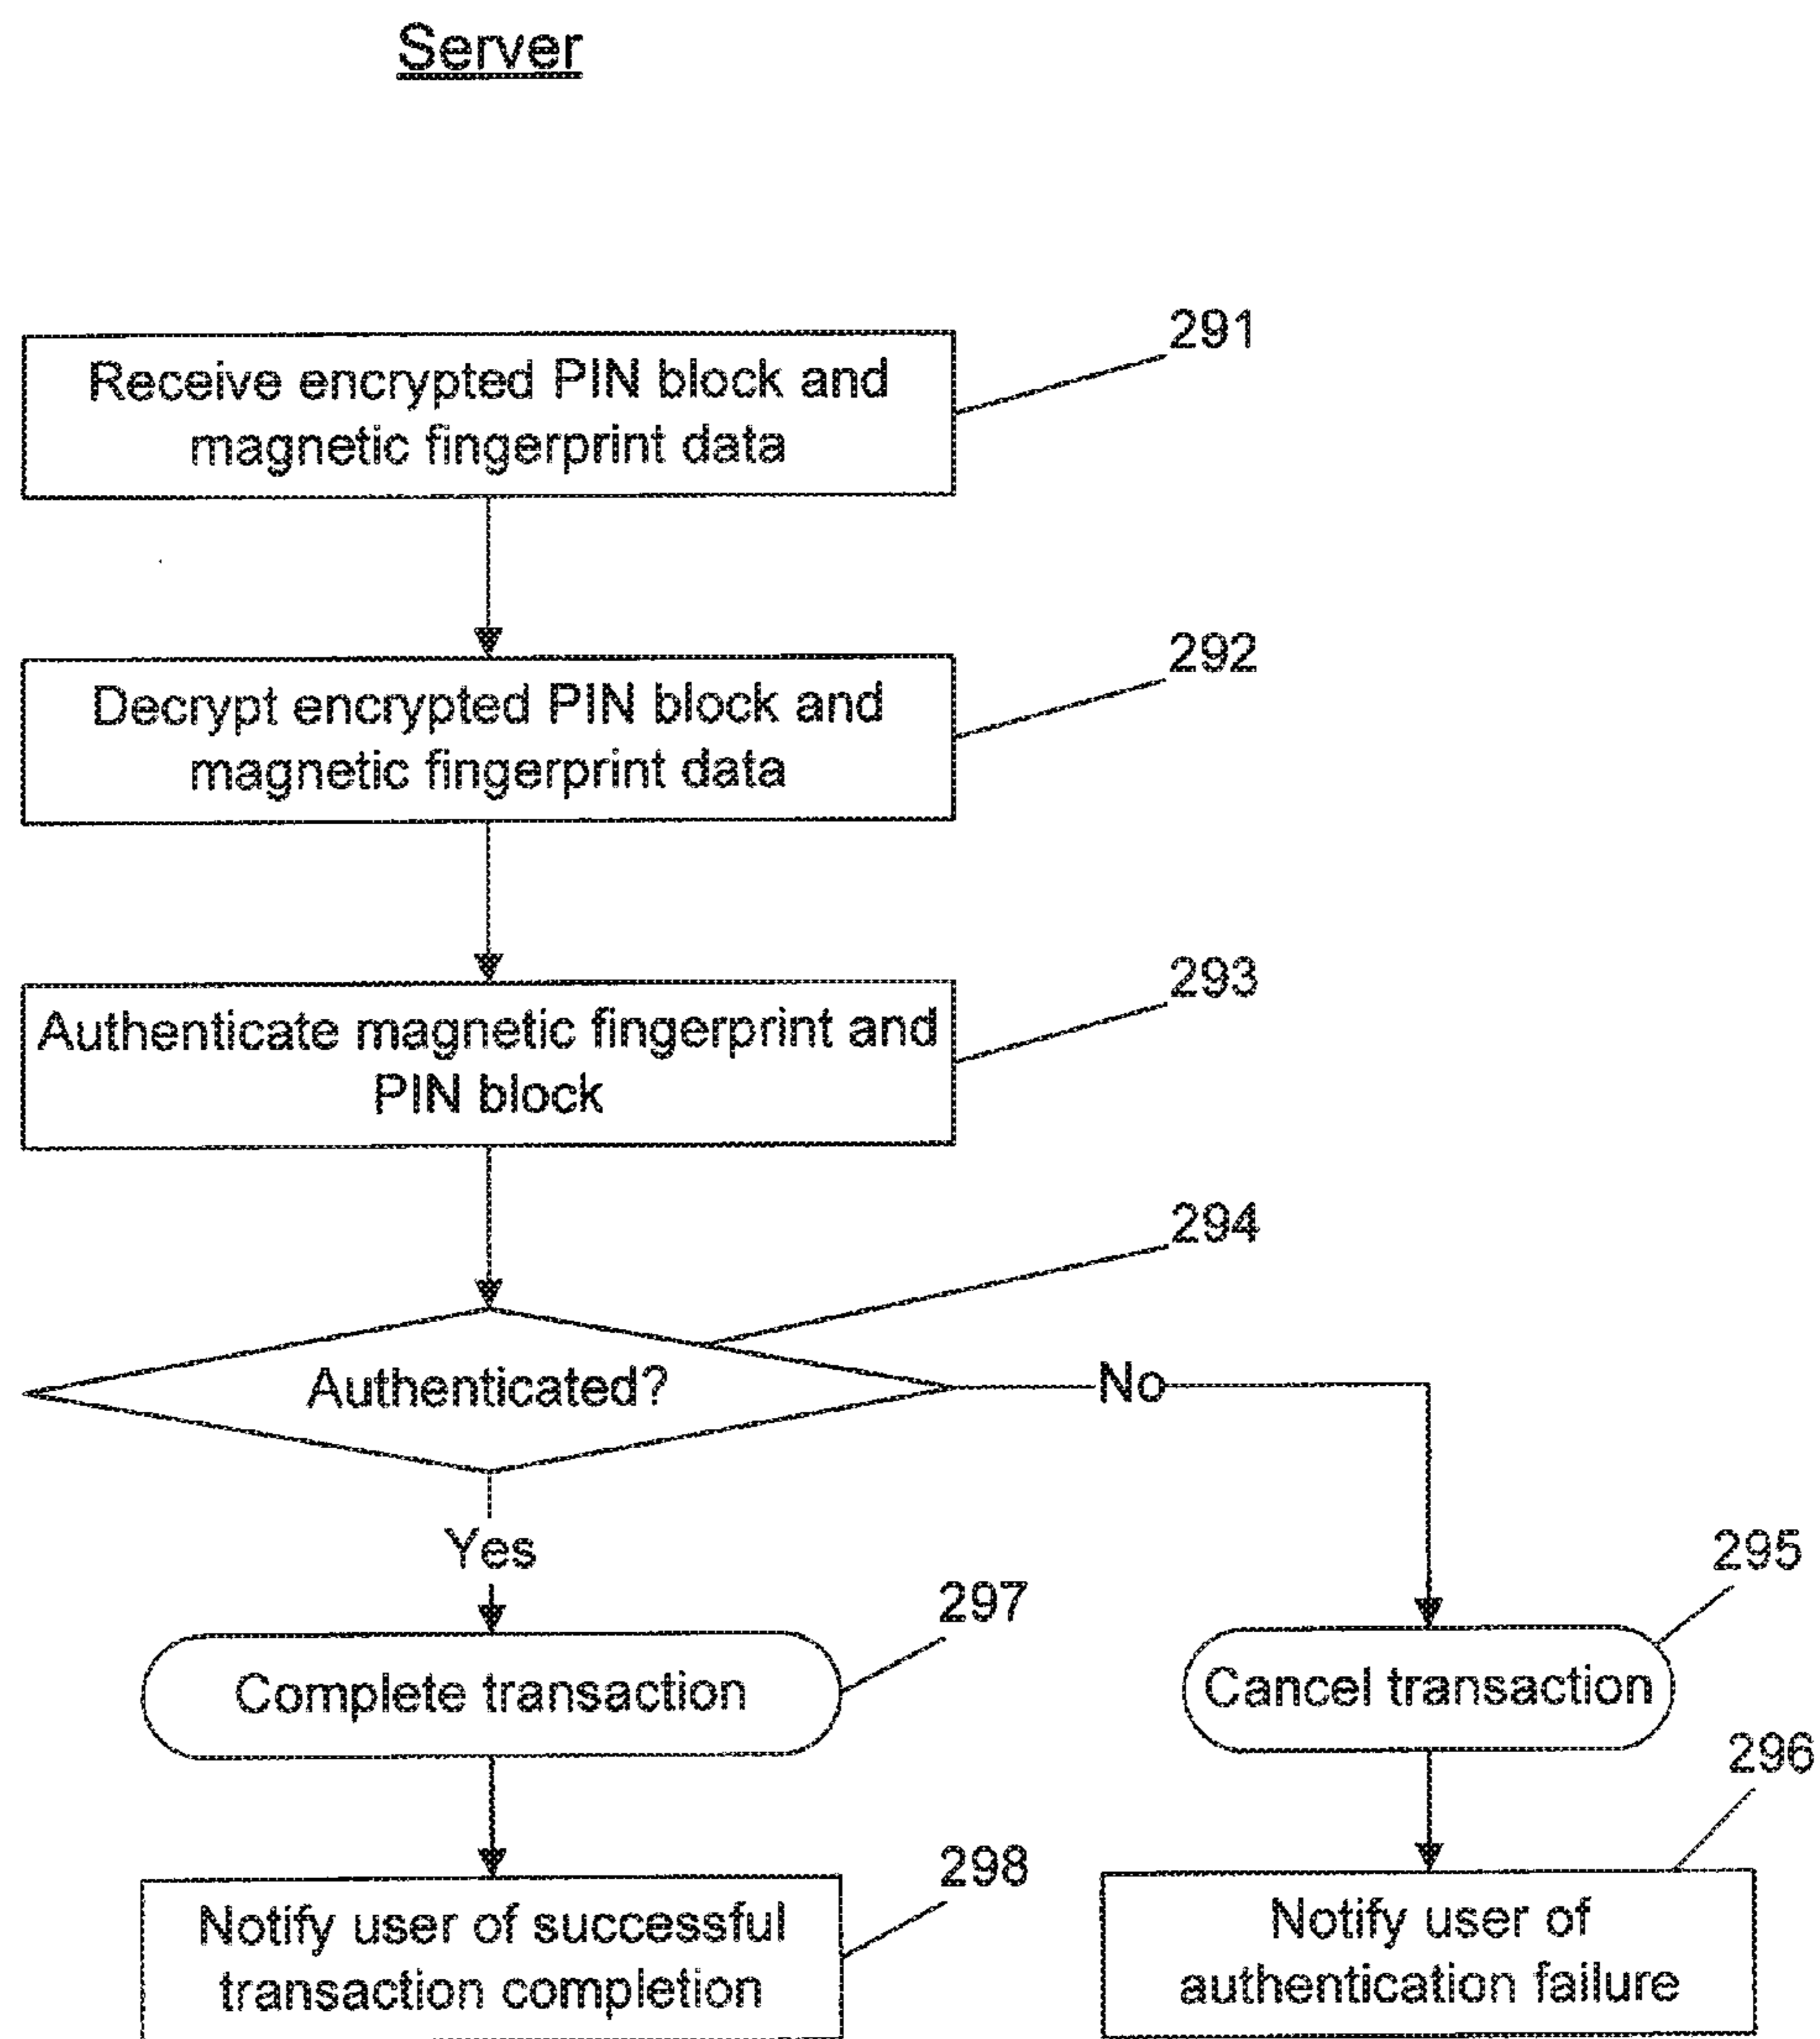 Server
291
Receive encrypted PIN block and
magnetic fingerprint data
292
Decrypt encrypted PIN block and
magnetic fingerprint data
293
Authenticate magnetic fingerprint and
PIN block
294
Authenticated?
No
Yes
295
297
Complete transaction
Cancel transaction
296
298
Notify user of successful
transaction completion
Notify user of
authentication failure